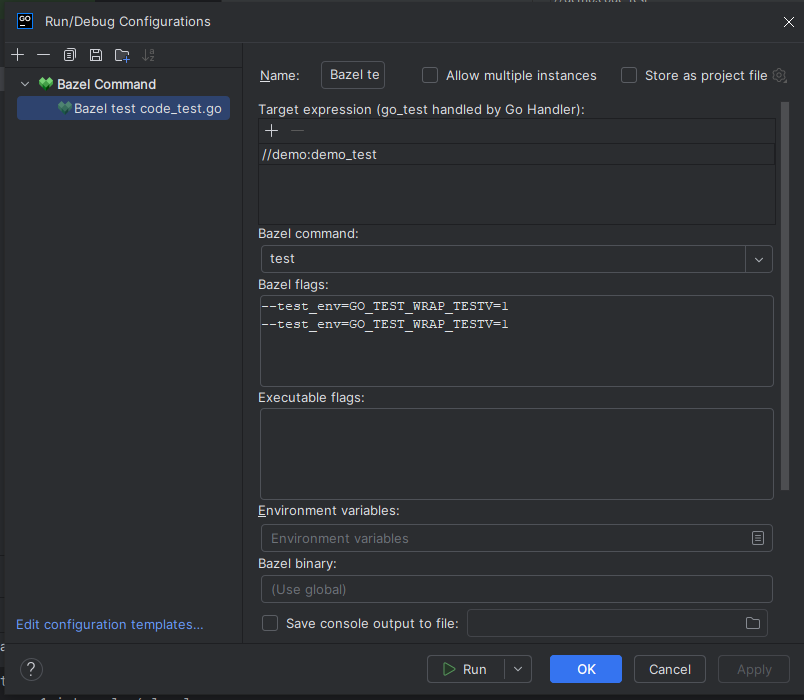 GO
Run/Debug Configurations
Bazel Command
Bazel test code_test.go
Name:
Bazel te
Allow multiple instances
Store as project file
Target expression (go_test handled by Go Handler):
//demo:demo_test
Bazel command:
test
Bazel flags:
--test_env=GO_TEST_WRAP_TESTV=1
--test_env=GO_TEST_WRAP_TESTV=1
Executable flags:
Environment variables:
Environment variables
Bazel binary:
(Use global)
Save console output to file:
Edit configuration templates...
?
Run
OK
Cancel
Apply